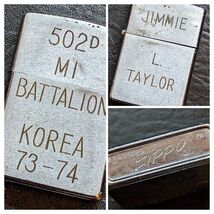 502D
MI
BATTALION
KOREA
73-74
JIMMIE
L.
TAYLOR
ZIPPO